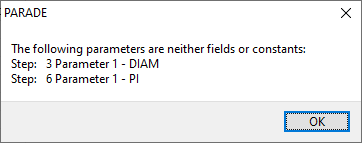 PARADE
The following parameters are neither fields or constants:
Step: 3 Parameter 1 - DIAM
Step: 6 Parameter 1 - PI
OK